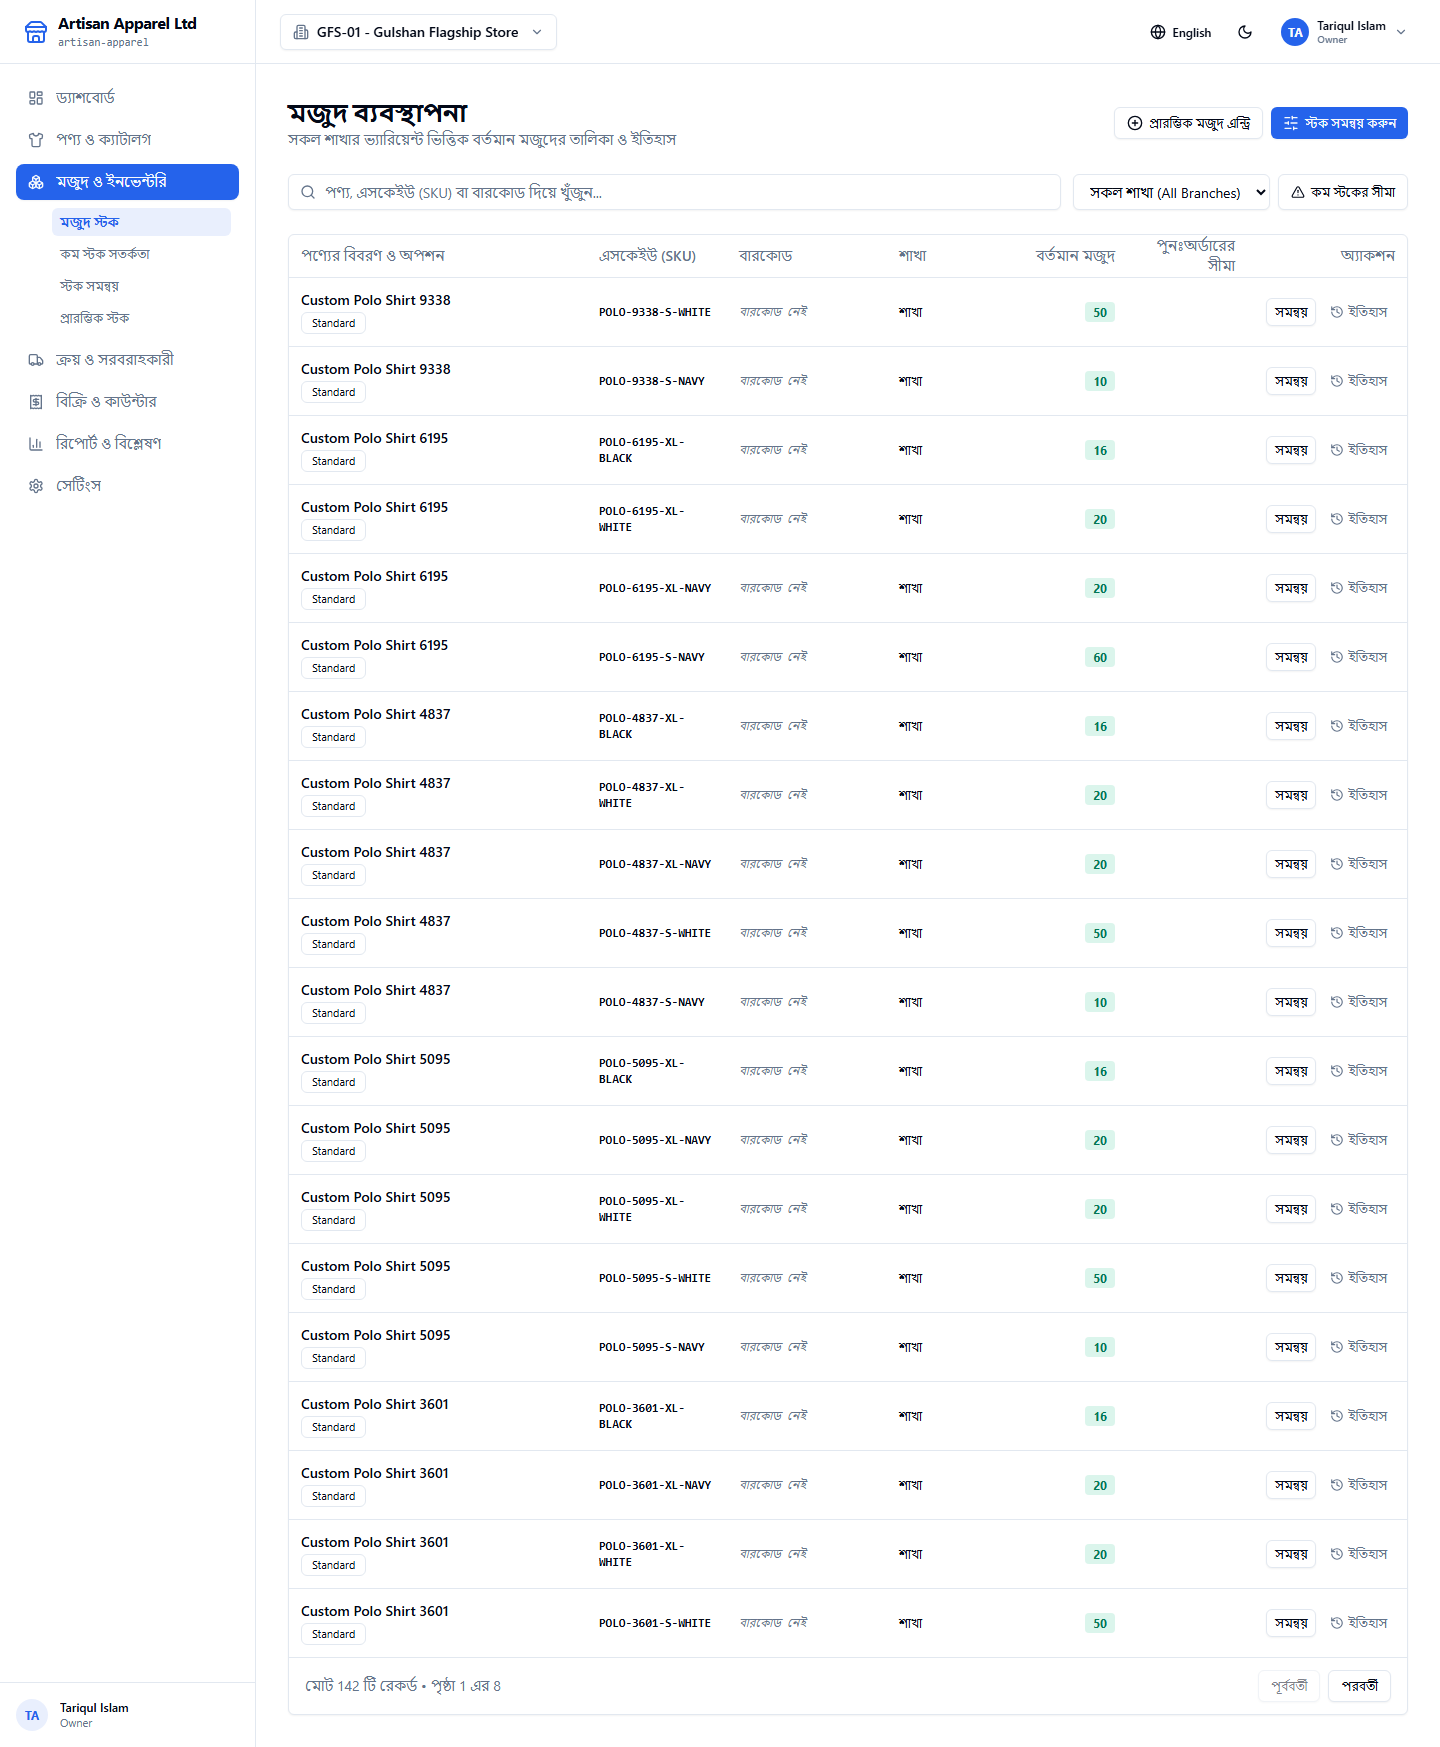 Artisan Apparel Ltd
artisan-apparel
GFS-01 - Gulshan Flagship Store
English
TA
Tariqul Islam
Owner
ড্যাশবোর্ড
পণ্য ও ক্যাটালগ
মজুদ ও ইনভেন্টরি
মজুদ স্টক
কম স্টক সতর্কতা
স্টক সমন্বয়
প্রারম্ভিক স্টক
ক্রয় ও সরবরাহকারী
বিক্রি ও কাউন্টার
রিপোর্ট ও বিশ্লেষণ
সেটিংস
মজুদ ব্যবস্থাপনা
সকল শাখার ভ্যারিয়েন্ট ভিত্তিক বর্তমান মজুদের তালিকা ও ইতিহাস
প্রারম্ভিক মজুদ এন্ট্রি
স্টক সমন্বয় করুন
পণ্য, এসকেইউ (SKU) বা বারকোড দিয়ে খুঁজুন...
সকল শাখা (All Branches)
কম স্টকের সীমা
পণ্যের বিবরণ ও অপশন এসকেইউ (SKU) বারকোড শাখা বর্তমান মজুদ পুনঃঅর্ডারের সীমা অ্যাকশন
Custom Polo Shirt 9338
Standard
POLO-9338-S-WHITE বারকোড নেই শাখা 50 সমন্বয় ইতিহাস
Custom Polo Shirt 9338
Standard
POLO-9338-S-NAVY বারকোড নেই শাখা 10 সমন্বয় ইতিহাস
Custom Polo Shirt 6195
Standard
POLO-6195-XL-
BLACK
বারকোড নেই শাখা 16 সমন্বয় ইতিহাস
Custom Polo Shirt 6195
Standard
POLO-6195-XL-
WHITE
বারকোড নেই শাখা 20 সমন্বয় ইতিহাস
Custom Polo Shirt 6195
Standard
POLO-6195-XL-NAVY বারকোড নেই শাখা 20 সমন্বয় ইতিহাস
Custom Polo Shirt 6195
Standard
POLO-6195-S-NAVY বারকোড নেই শাখা 60 সমন্বয় ইতিহাস
Custom Polo Shirt 4837
Standard
POLO-4837-XL-
BLACK
বারকোড নেই শাখা 16 সমন্বয় ইতিহাস
Custom Polo Shirt 4837
Standard
POLO-4837-XL-
WHITE
বারকোড নেই শাখা 20 সমন্বয় ইতিহাস
Custom Polo Shirt 4837
Standard
POLO-4837-XL-NAVY বারকোড নেই শাখা 20 সমন্বয় ইতিহাস
Custom Polo Shirt 4837
Standard
POLO-4837-S-WHITE বারকোড নেই শাখা 50 সমন্বয় ইতিহাস
Custom Polo Shirt 4837
Standard
POLO-4837-S-NAVY বারকোড নেই শাখা 10 সমন্বয় ইতিহাস
Custom Polo Shirt 5095
Standard
POLO-5095-XL-
BLACK
বারকোড নেই শাখা 16 সমন্বয় ইতিহাস
Custom Polo Shirt 5095
Standard
POLO-5095-XL-NAVY বারকোড নেই শাখা 20 সমন্বয় ইতিহাস
Custom Polo Shirt 5095
Standard
POLO-5095-XL-
WHITE
বারকোড নেই শাখা 20 সমন্বয় ইতিহাস
Custom Polo Shirt 5095
Standard
POLO-5095-S-WHITE বারকোড নেই শাখা 50 সমন্বয় ইতিহাস
Custom Polo Shirt 5095
Standard
POLO-5095-S-NAVY বারকোড নেই শাখা 10 সমন্বয় ইতিহাস
Custom Polo Shirt 3601
Standard
POLO-3601-XL-
BLACK
বারকোড নেই শাখা 16 সমন্বয় ইতিহাস
Custom Polo Shirt 3601
Standard
POLO-3601-XL-NAVY বারকোড নেই শাখা 20 সমন্বয় ইতিহাস
Custom Polo Shirt 3601
Standard
POLO-3601-XL-
WHITE
বারকোড নেই শাখা 20 সমন্বয় ইতিহাস
Custom Polo Shirt 3601
Standard
POLO-3601-S-WHITE বারকোড নেই শাখা 50 সমন্বয় ইতিহাস
মোট 142 টি রেকর্ড • পৃষ্ঠা 1 এর 8
পূর্ববর্তী
পরবর্তী
TA
Tariqul Islam
Owner